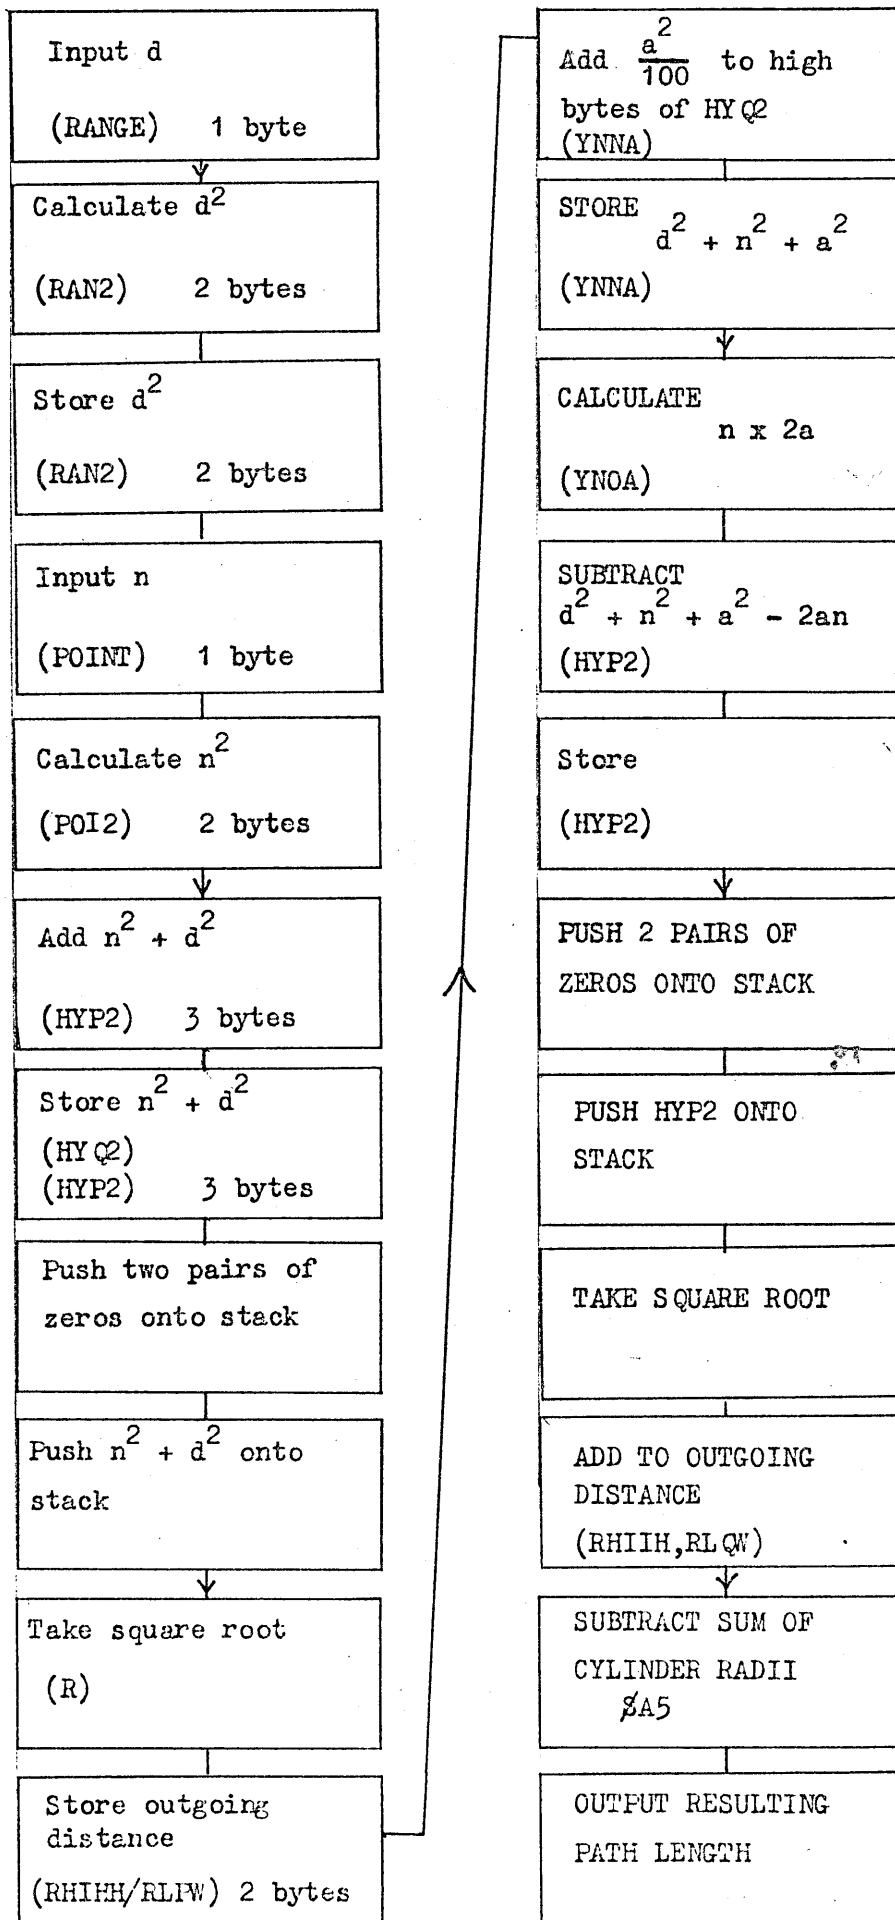 Input d
(RANGE) 1 byte
Calculate d²
(RAN2) 2 bytes
Store d²
(RAN2) 2 bytes
Input n
(POINT) 1 byte
Calculate n²
(POI2) 2 bytes
Add n² + d²
(HYP2) 3 bytes
Store n² + d²
(HYQ2)
(HYP2) 3 bytes
Push two pairs of
zeros onto stack
Push n² + d² onto
stack
Take square root
(R)
Store outgoing
distance
(RHIHH/RLPW) 2 bytes
Add a²/100 to high
bytes of HYQ2
(YNNA)
STORE
d² + n² + a²
(YNNA)
CALCULATE
n x 2a
(YNOA)
SUBTRACT
d² + n² + a² - 2an
(HYP2)
Store
(HYP2)
PUSH 2 PAIRS OF
ZEROS ONTO STACK
PUSH HYP2 ONTO
STACK
TAKE SQUARE ROOT
ADD TO OUTGOING
DISTANCE
(RHIIH,RLQW)
SUBTRACT SUM OF
CYLINDER RADII
$A5
OUTPUT RESULTING
PATH LENGTH